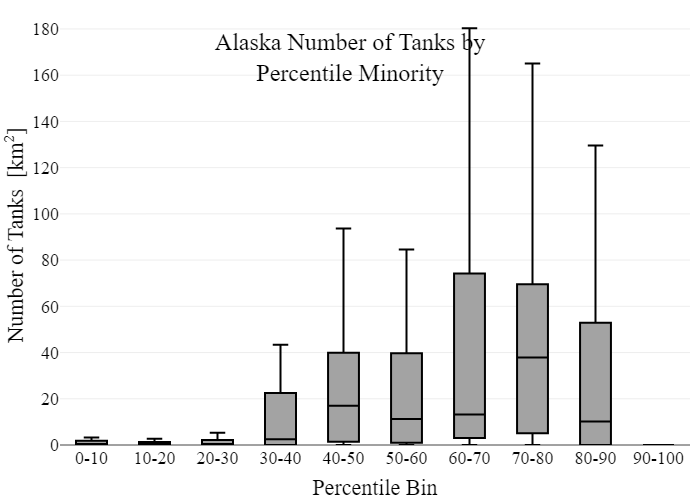 Alaska Number of Tanks by
Percentile Minority
Number of Tanks [km²]
180
160
140
120
100
80
60
40
20
0
0-10 10-20 20-30 30-40 40-50 50-60 60-70 70-80 80-90 90-100
Percentile Bin